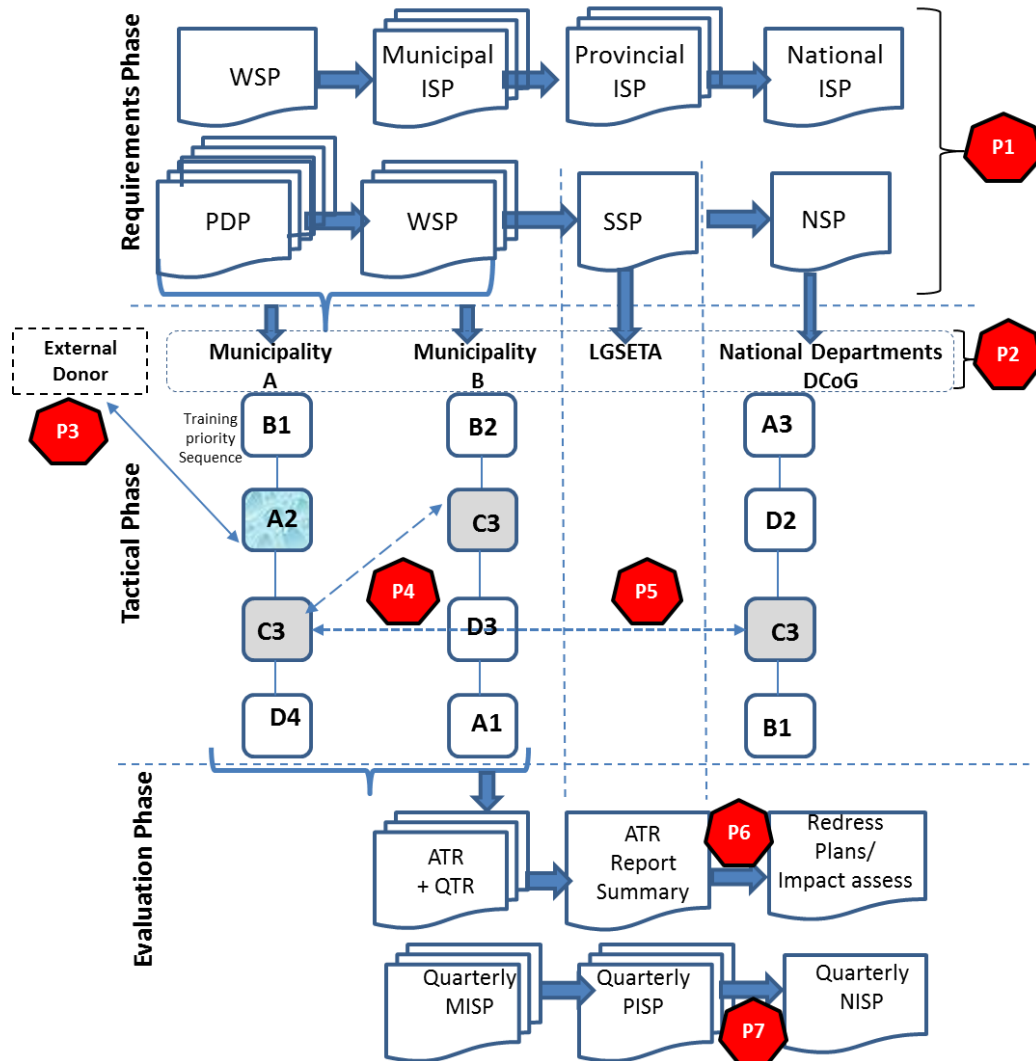 Requirements Phase
WSP
Municipal
ISP
Provincial
ISP
National
ISP
P1
PDP
WSP
SSP
NSP
External
Donor
Municipality
A
Municipality
B
LGSETA
National Departments
DCoG
P2
P3
Tactical Phase
Training
priority
Sequence
B1
B2
A3
A2
C3
D2
P4
P5
C3
D3
C3
D4
A1
B1
Evaluation Phase
ATR
+ QTR
ATR
Report
Summary
P6
Redress
Plans/
Impact assess
Quarterly
MISP
Quarterly
PISP
P7
Quarterly
NISP